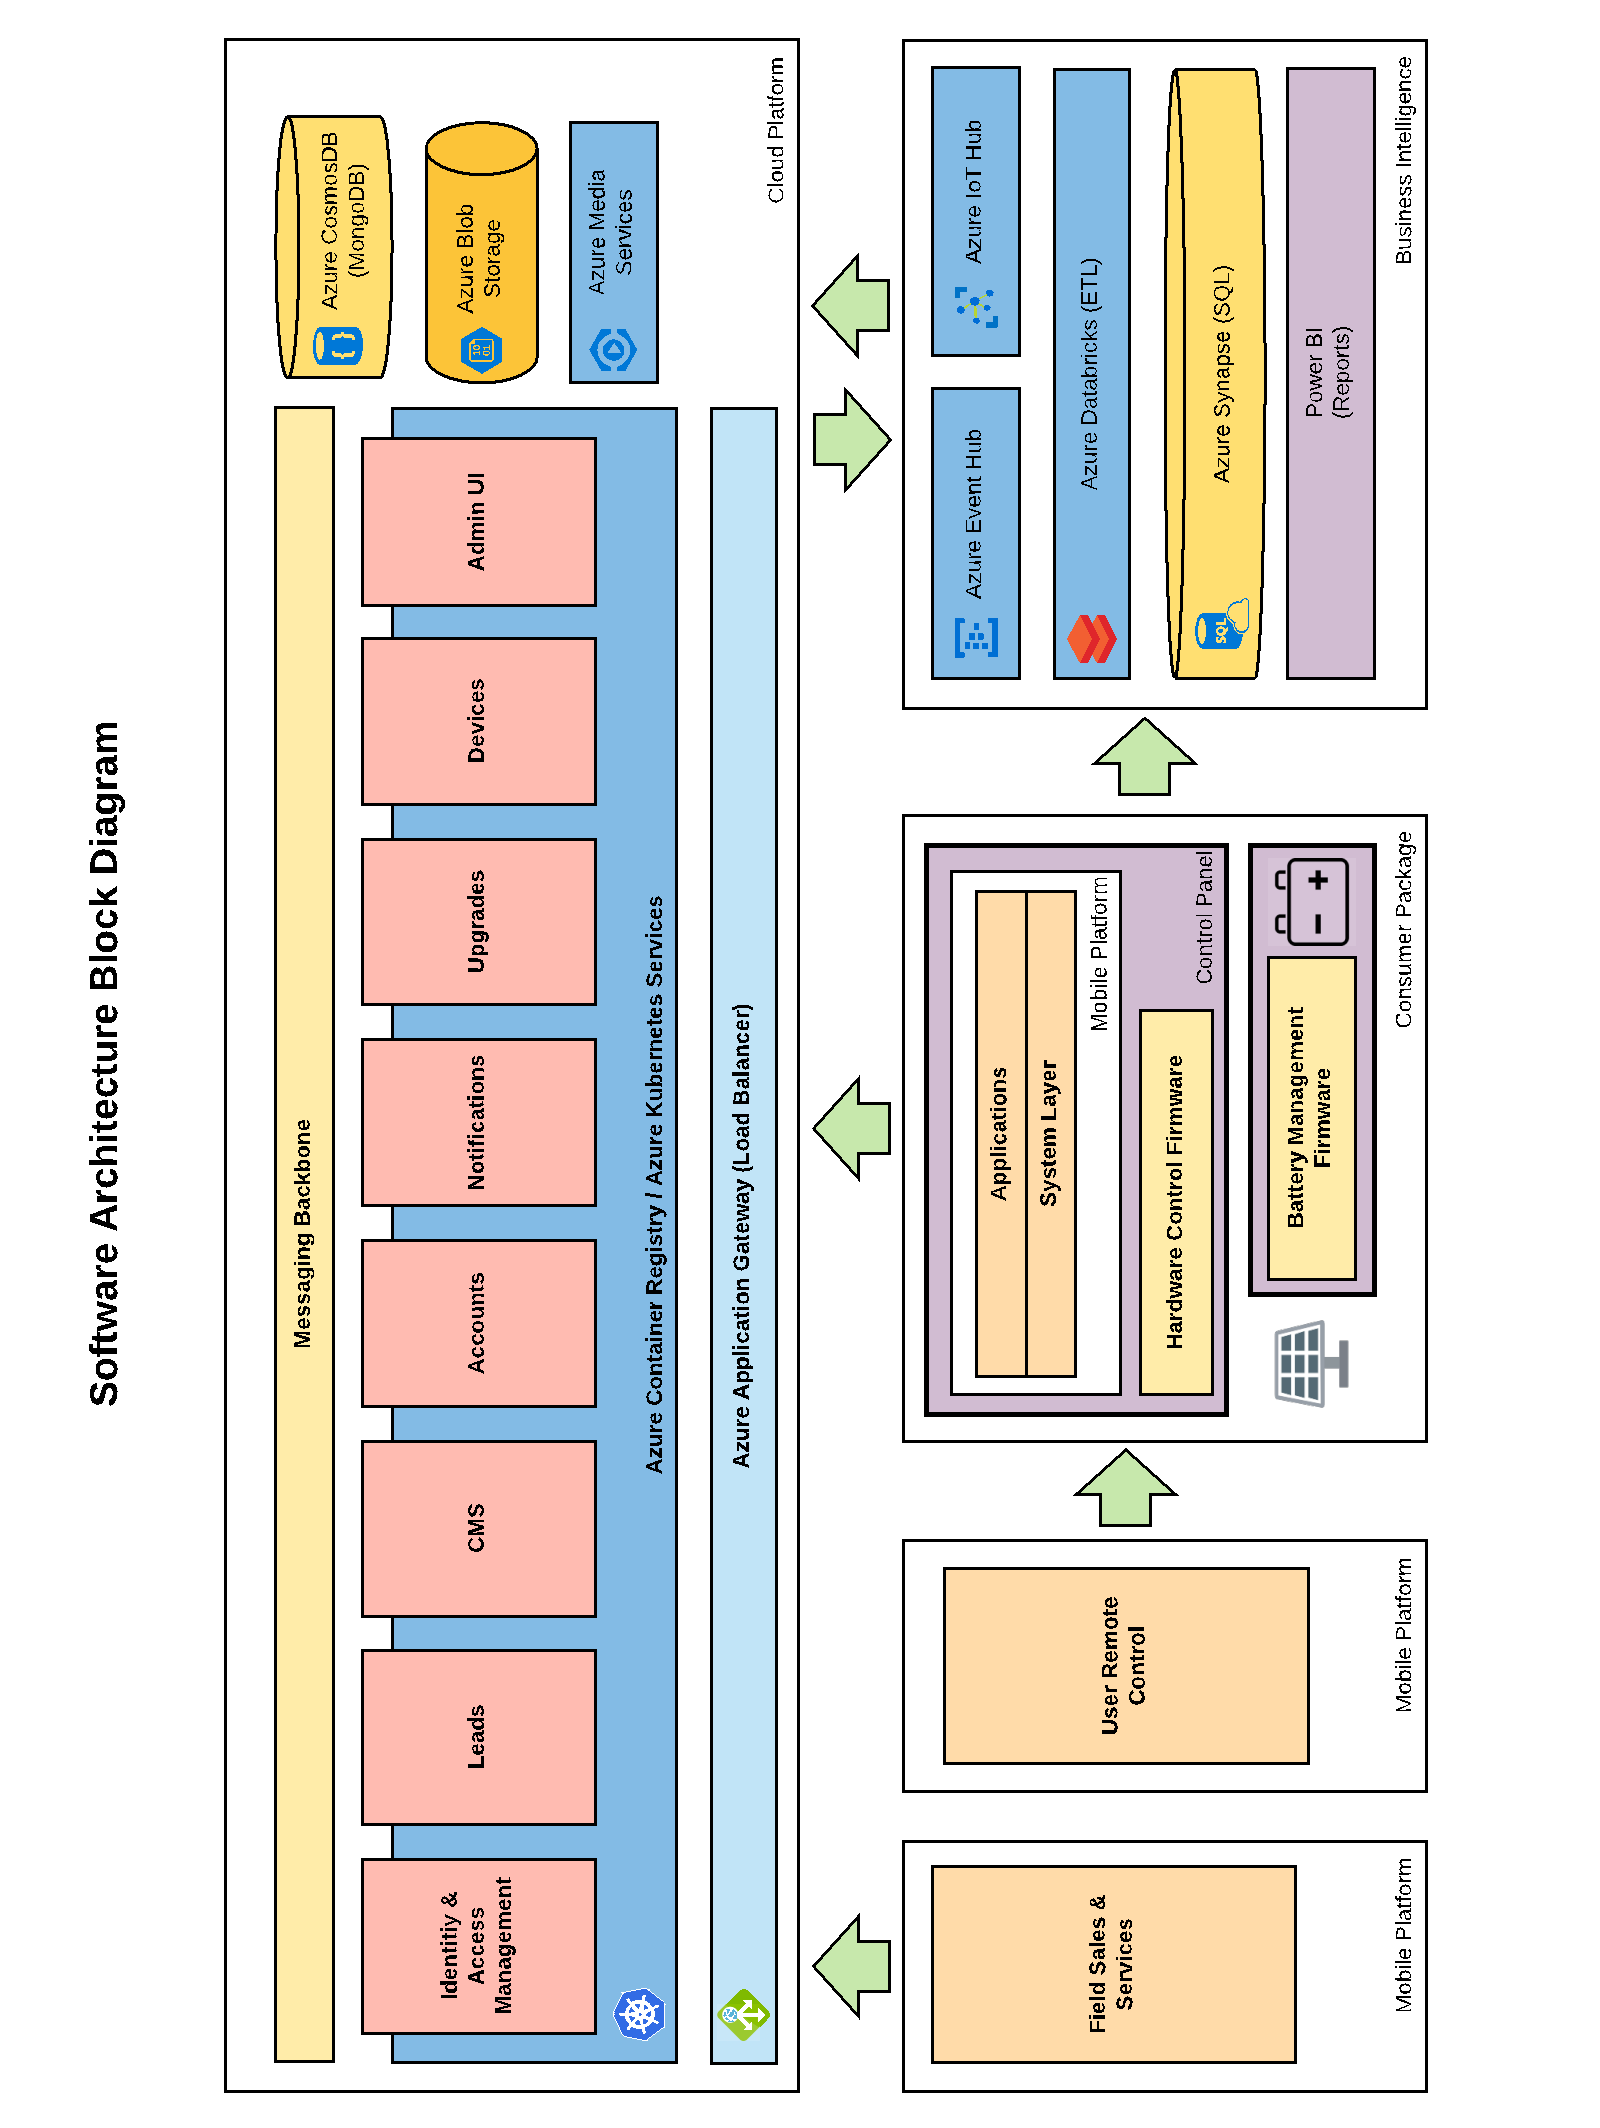 Software Architecture Block Diagram
Messaging Backbone
Identitiy &
Access
Management
Leads
CMS
Accounts
Notifications
Upgrades
Devices
Admin UI
Azure Container Registry / Azure Kubernetes Services
Azure Application Gateway (Load Balancer)
Azure CosmosDB
(MongoDB)
10
01
Azure Blob
Storage
Azure Media
Services
Cloud Platform
Field Sales &
Services
Mobile Platform
User Remote
Control
Mobile Platform
Applications
System Layer
Mobile Platform
Hardware Control Firmware
Control Panel
Battery Management
Firmware
Consumer Package
Azure Event Hub
Azure IoT Hub
Azure Databricks (ETL)
SQL
Azure Synapse (SQL)
Power BI
(Reports)
Business Intelligence